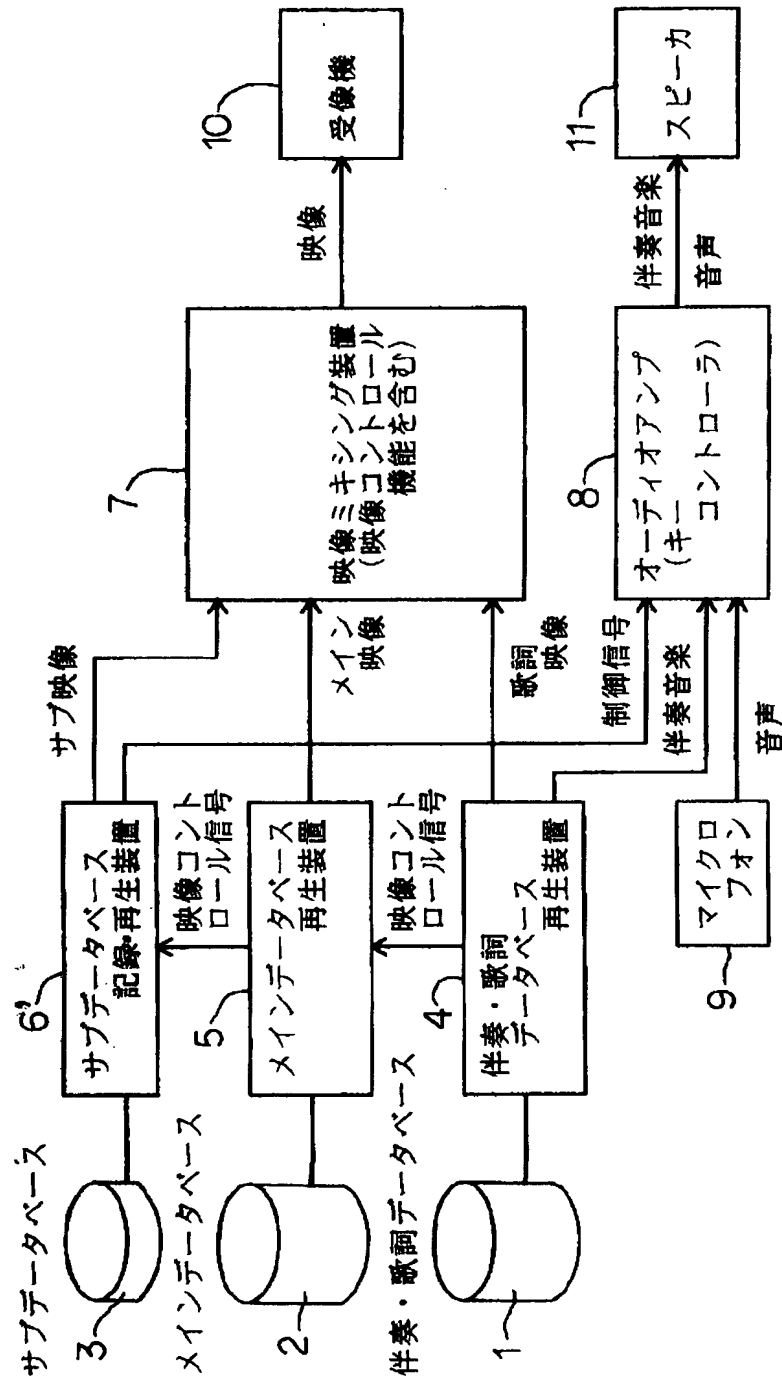 サブデータベース
3
6'
サブデータベース
記録・再生装置
サブ映像
映像コント
ロール信号
メインデータベース
2
5
メインデータベース
再生装置
メイン
映像
映像コント
ロール信号
伴奏・歌詞データベース
1
4
伴奏・歌詞
データベース
再生装置
歌詞
映像
制御信号
伴奏音楽
音声
9
マイクロ
フォン
7
映像ミキシング装置
(映像コントロール
機能を含む)
映像
10
受像機
8
オーディオアンプ
(キー
コントローラ)
伴奏音楽
音声
11
スピーカ